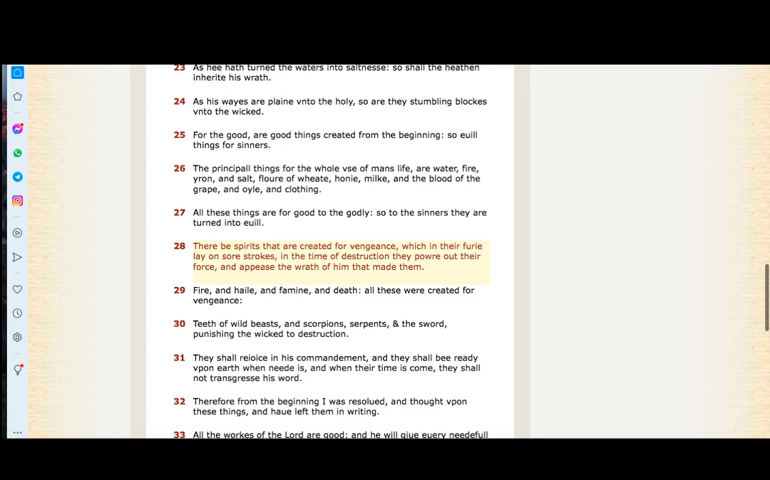 23 As hee hath turned the waters into saltnesse: so shall the heathen
inherite his wrath.
24 As his wayes are plaine vnto the holy, so are they stumbling blockes
vnto the wicked.
25 For the good, are good things created from the beginning: so euill
things for sinners.
26 The principall things for the whole vse of mans life, are water, fire,
yron, and salt, floure of wheate, honie, milke, and the blood of the
grape, and oyle, and clothing.
27 All these things are for good to the godly: so to the sinners they are
turned into euill.
28 There be spirits that are created for vengeance, which in their furie
lay on sore strokes, in the time of destruction they powre out their
force, and appease the wrath of him that made them.
29 Fire, and haile, and famine, and death: all these were created for
vengeance:
30 Teeth of wild beasts, and scorpions, serpents, & the sword,
punishing the wicked to destruction.
31 They shall reioice in his commandement, and they shall bee ready
vpon earth when neede is, and when their time is come, they shall
not transgresse his word.
32 Therefore from the beginning I was resolued, and thought vpon
these things, and haue left them in writing.
33 All the workes of the Lord are good: and he will giue euery needefull